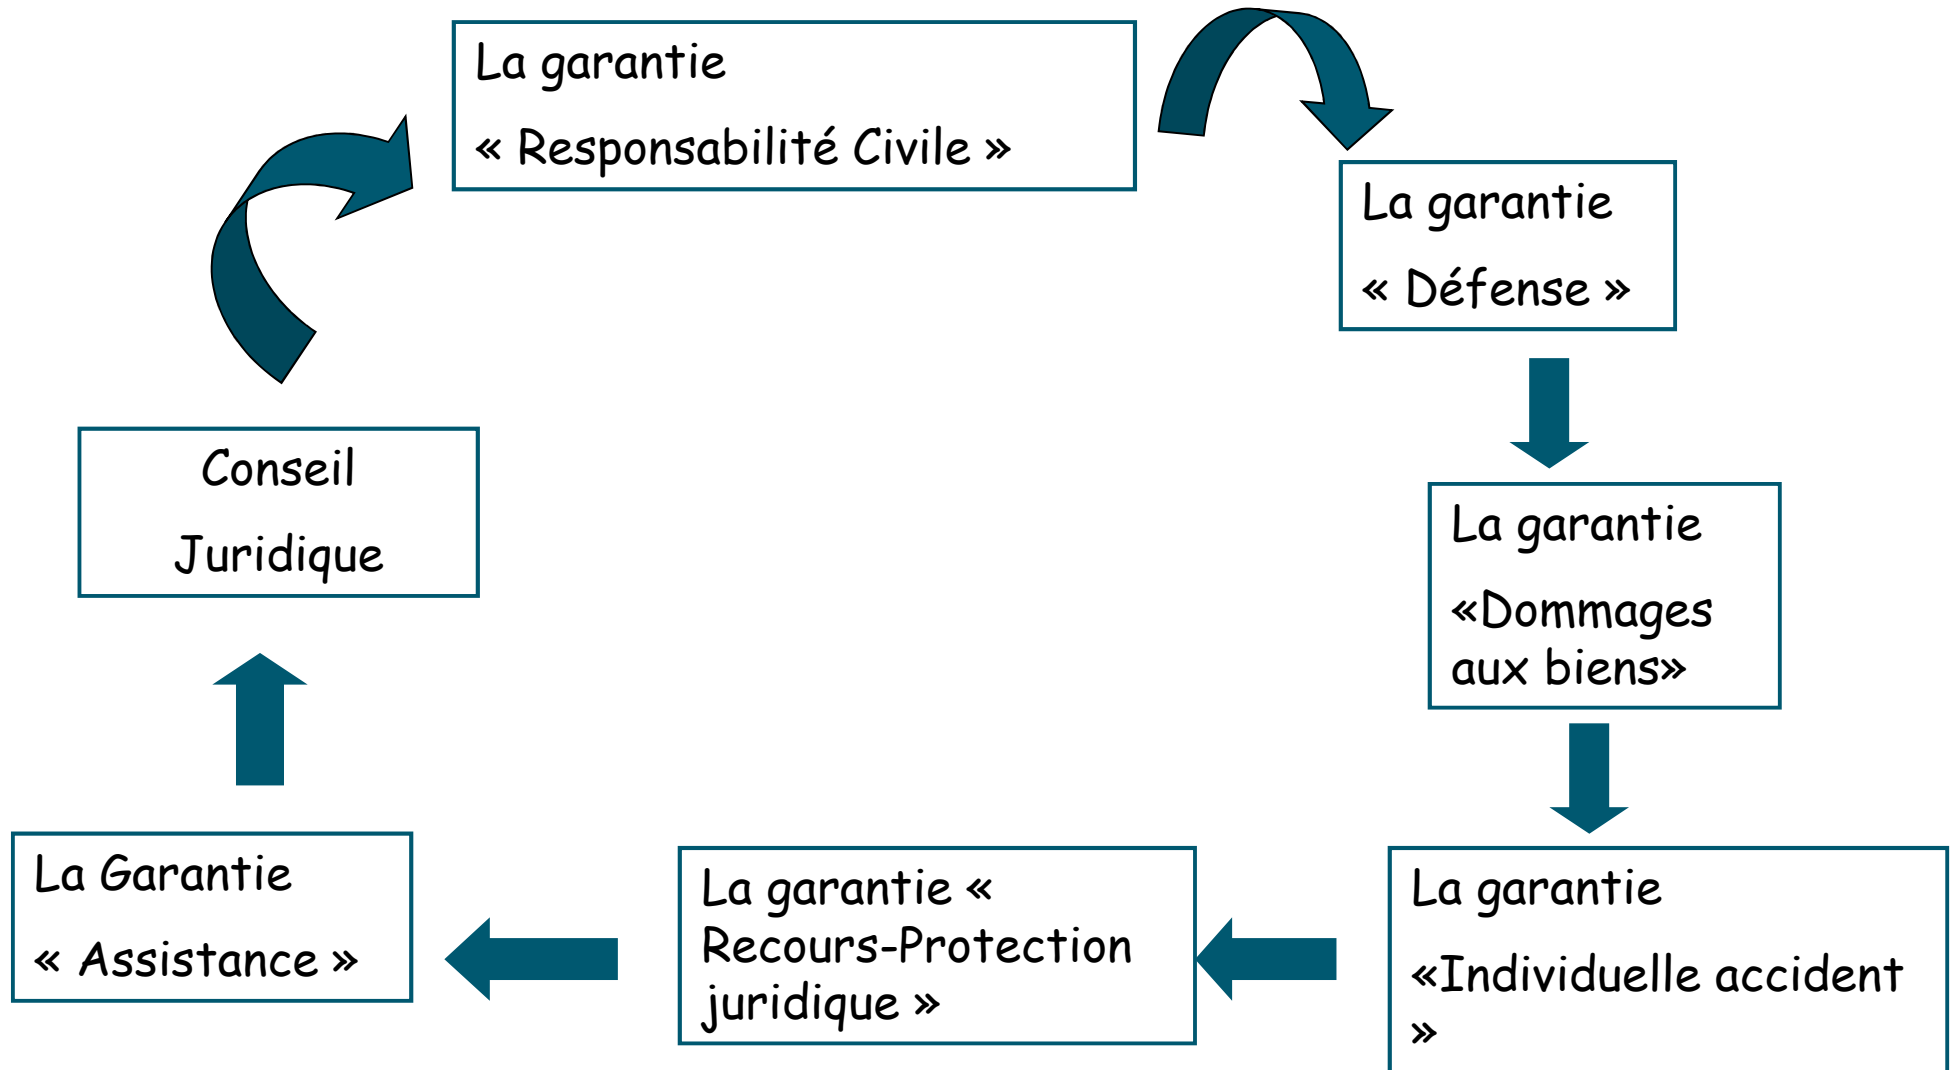 La garantie
« Responsabilité Civile »
La garantie
« Défense »
La garantie
«Dommages
aux biens»
La garantie
«Individuelle accident
»
La garantie «
Recours-Protection
juridique »
La Garantie
« Assistance »
Conseil
Juridique